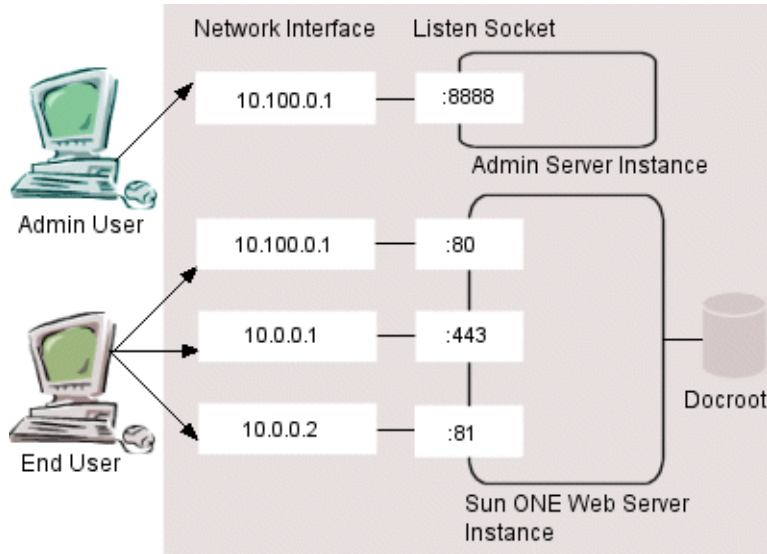 Network Interface
Listen Socket
10.100.0.1
:8888
Admin Server Instance
Admin User
10.100.0.1
:80
10.0.0.1
:443
Docroot
10.0.0.2
:81
End User
Sun ONE Web Server
Instance